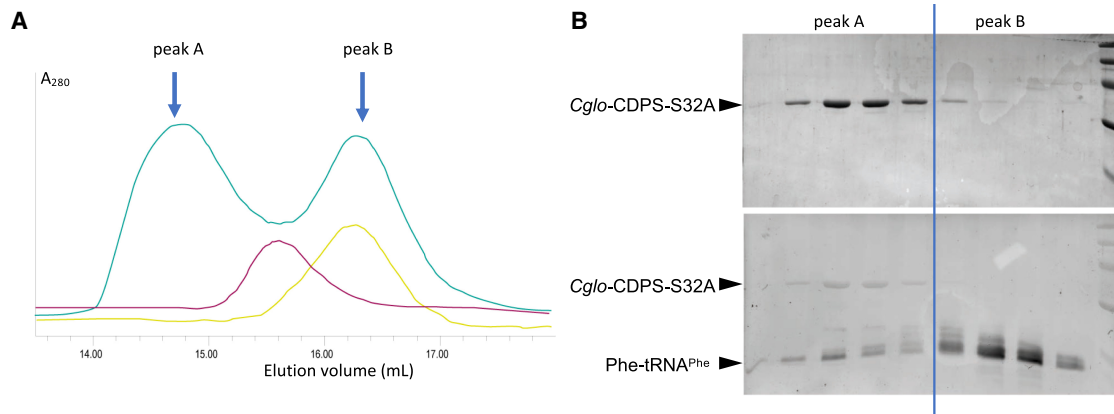 A
peak A
peak B
A280
14.00
15.00
16.00
17.00
Elution volume (mL)
B
peak A
peak B
Cglo-CDPS-S32A
Cglo-CDPS-S32A
Phe-tRNAPhe